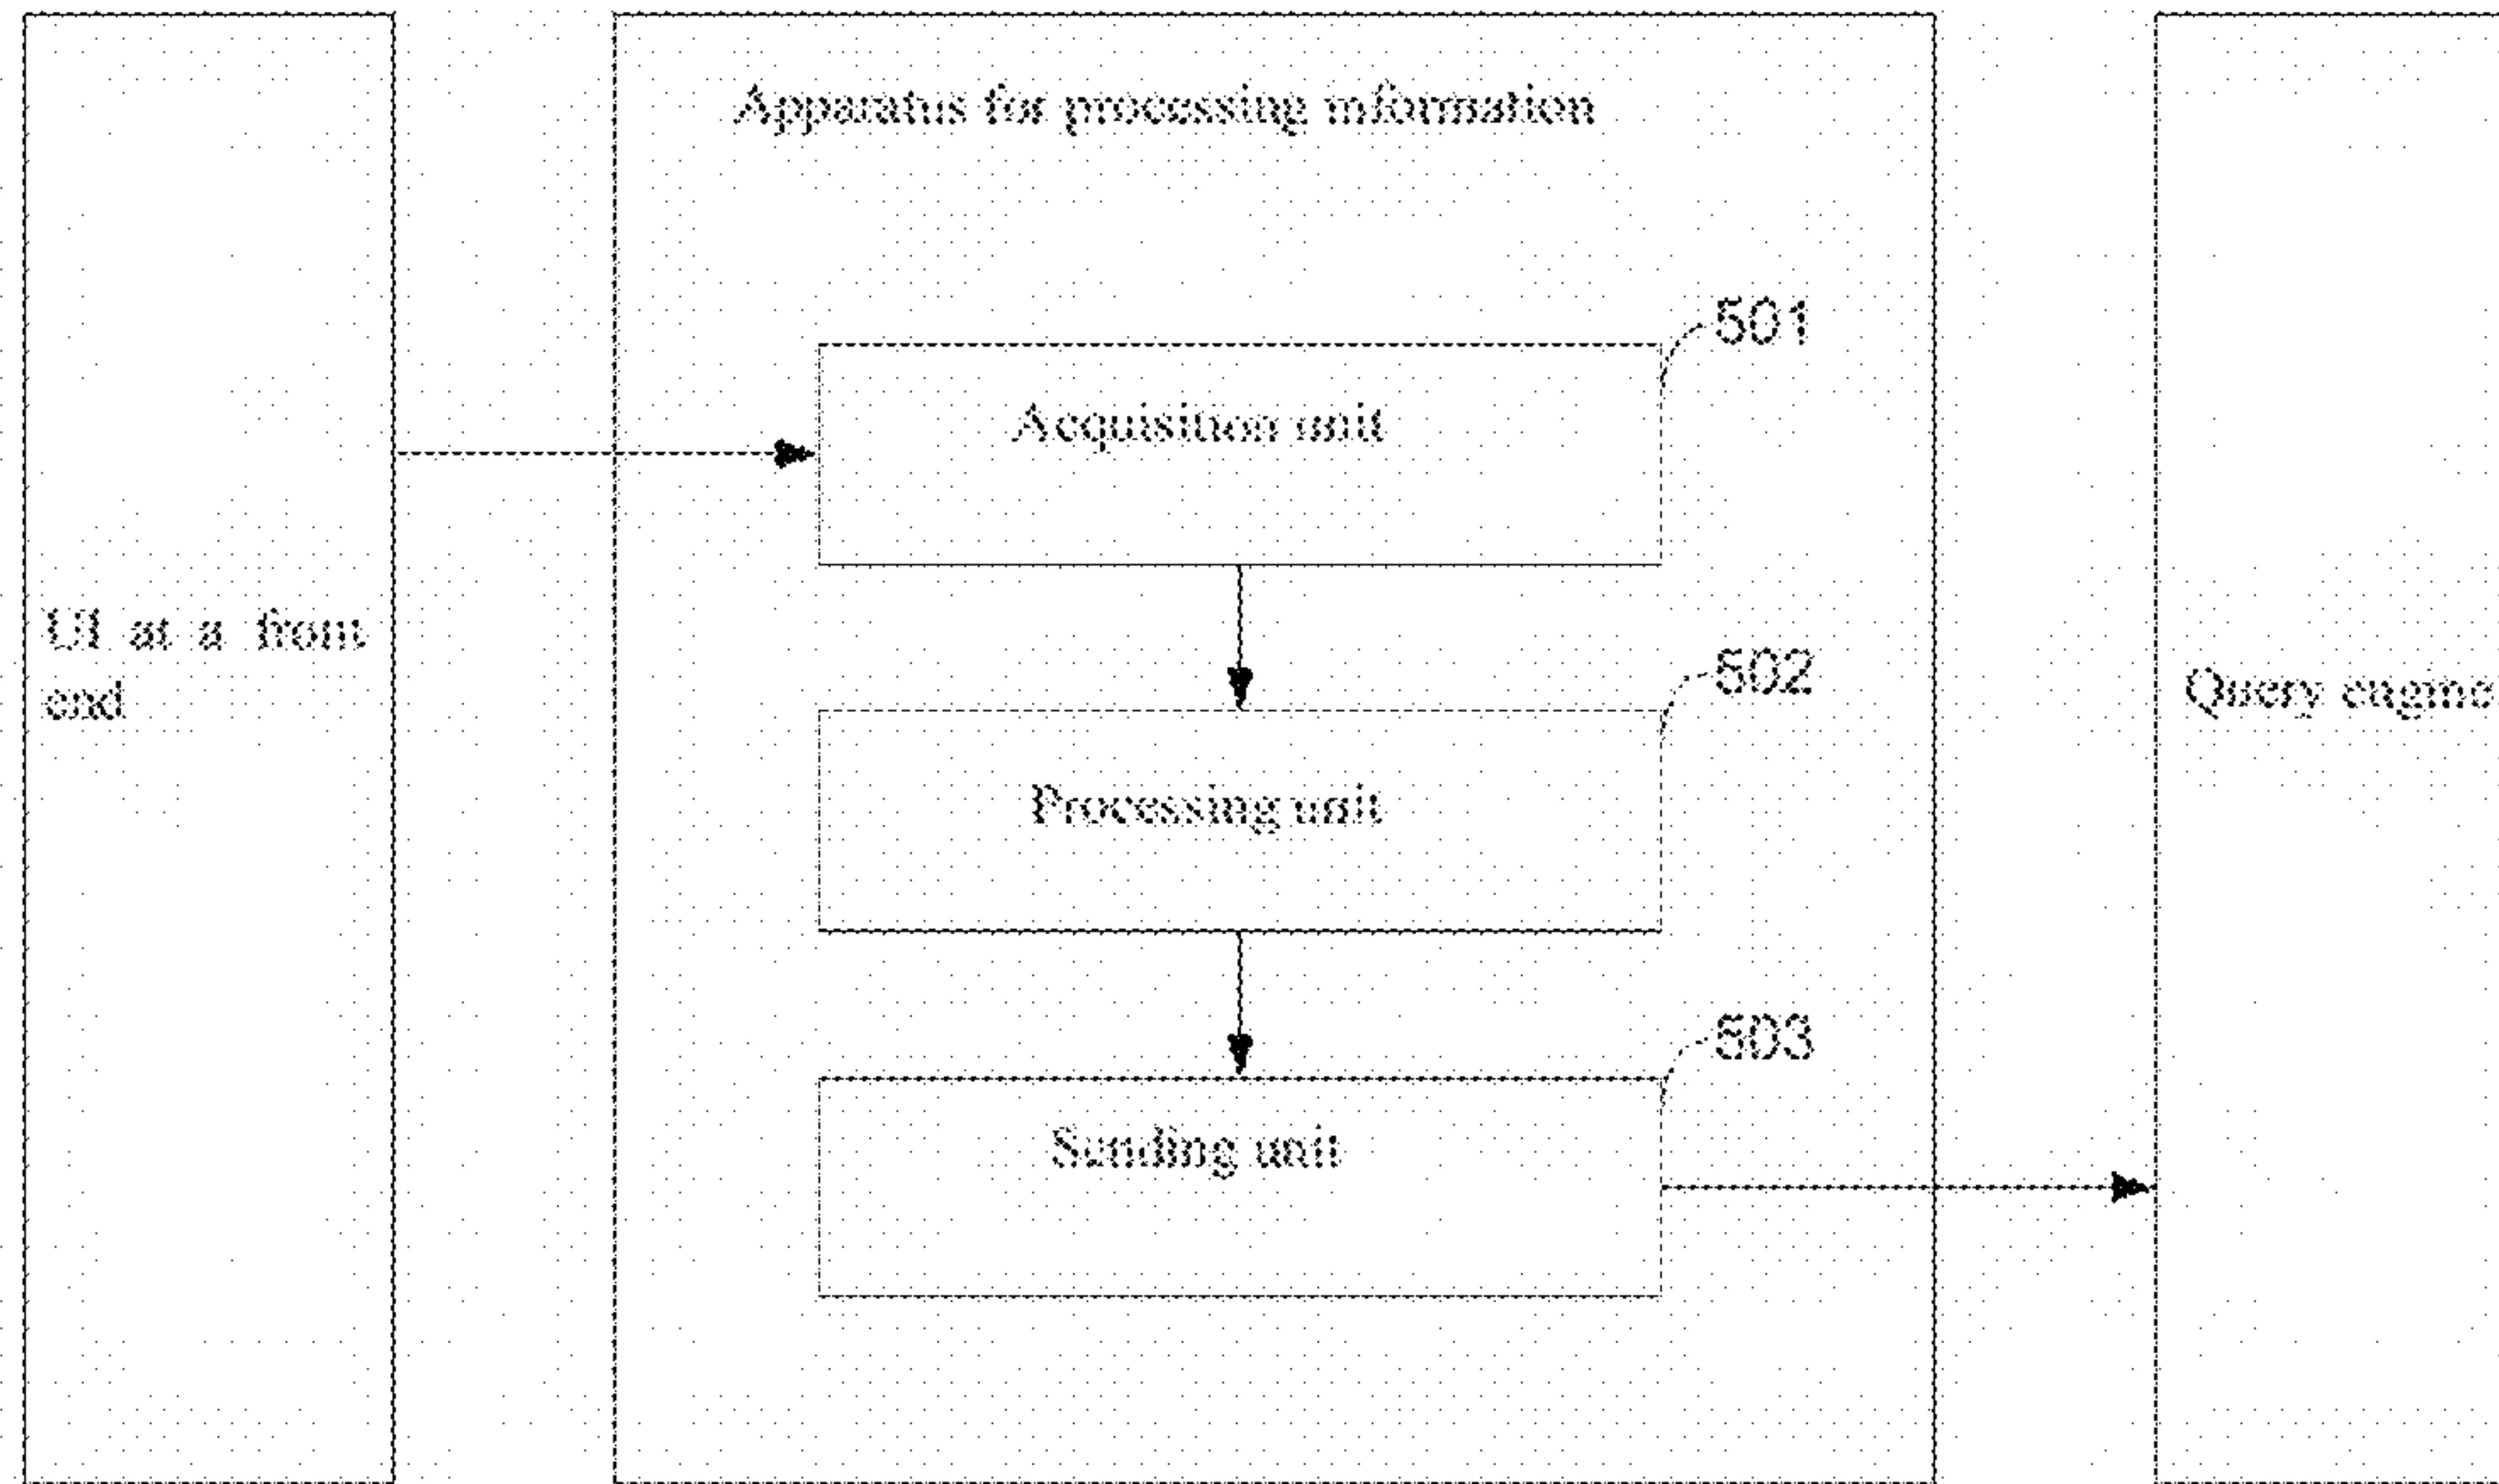 Apparatus for processing information
501
Acquisition unit
UI at a front
end
502
Query engine
Processing unit
503
Sending unit